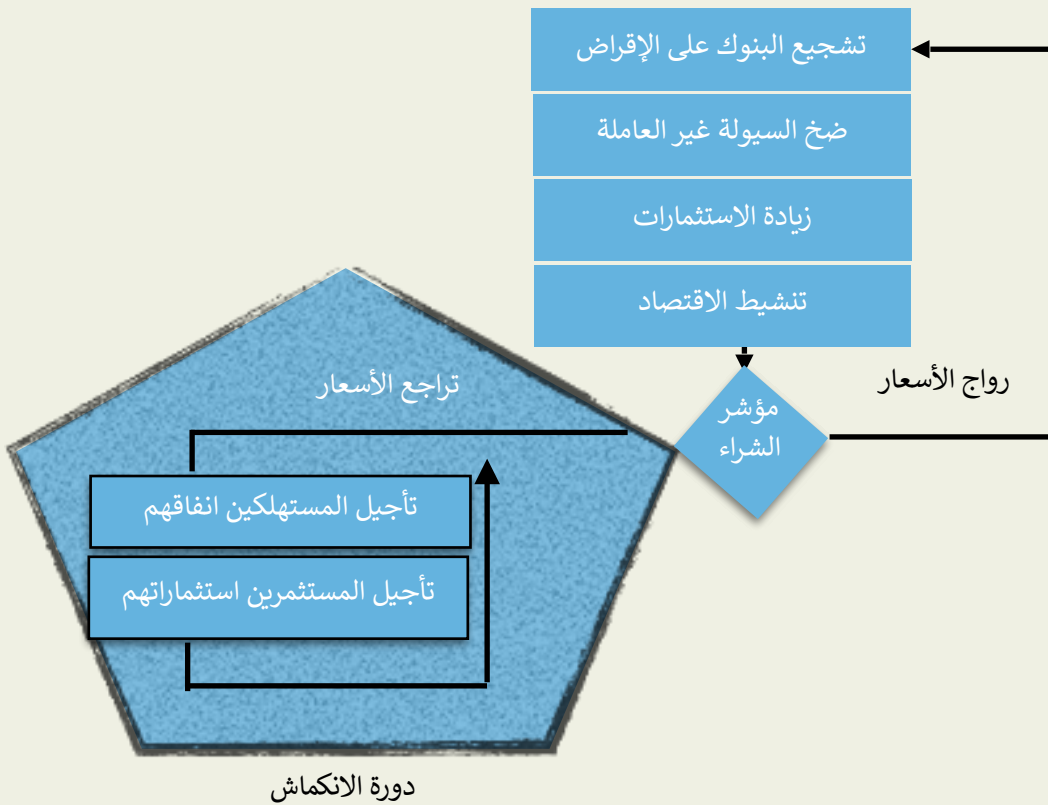 تشجيع البنوك على الإقراض
ضخ السيولة غير العاملة
زيادة الاستثمارات
تنشيط الاقتصاد
رواج الأسعار
مؤشر
الشراء
تراجع الأسعار
تأجيل المستهلكين انفاقهم
تأجيل المستثمرين استثماراتهم
دورة الانكماش